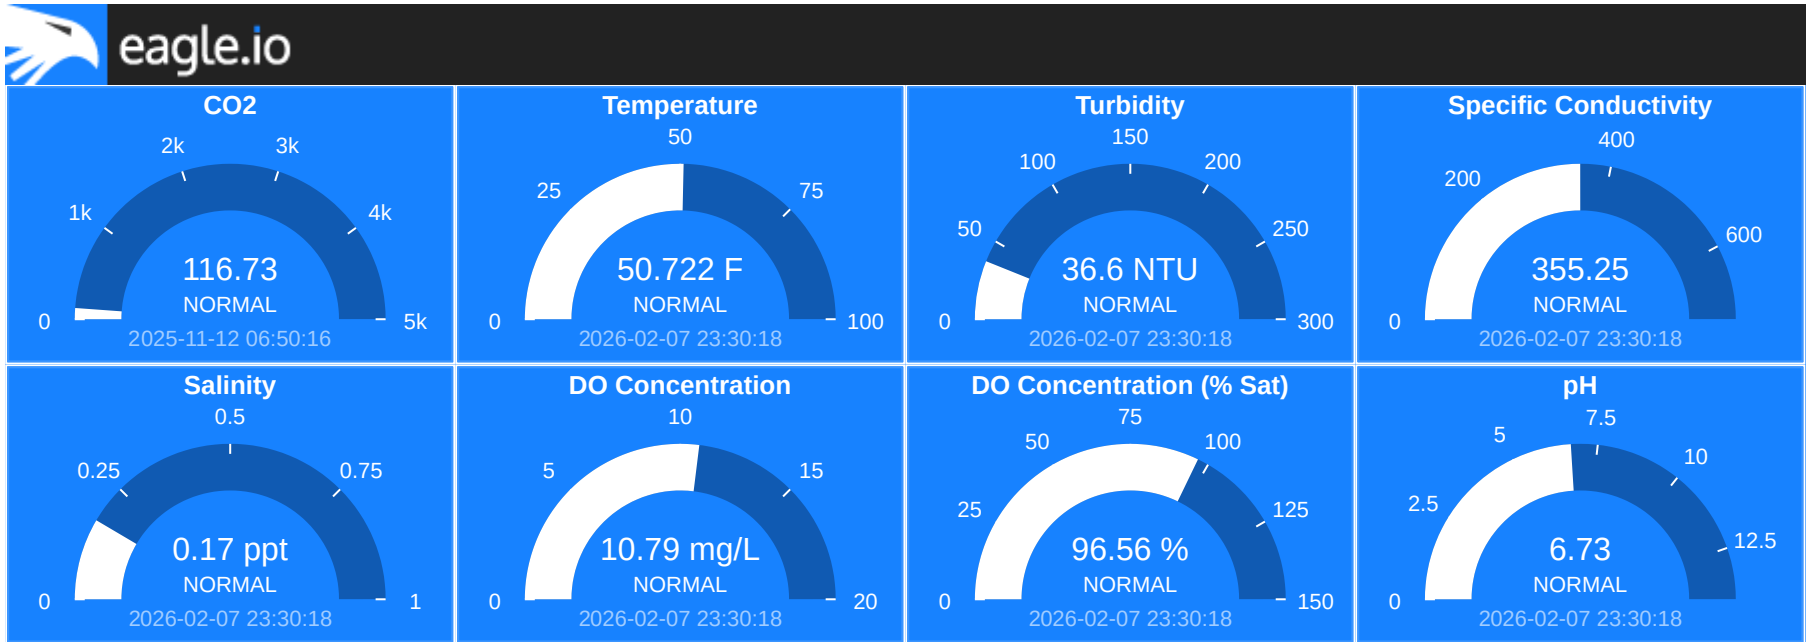 eagle.io
CO2
2k
3k
1k
4k
116.73
NORMAL
0
5k
2025-11-12 06:50:16
Temperature
50
25
75
50.722 F
NORMAL
0
100
2026-02-07 23:30:18
Turbidity
150
100
200
50
250
36.6 NTU
NORMAL
0
300
2026-02-07 23:30:18
Specific Conductivity
400
200
600
355.25
NORMAL
0
2026-02-07 23:30:18
Salinity
0.5
0.25
0.75
0.17 ppt
NORMAL
0
1
2026-02-07 23:30:18
DO Concentration
10
5
15
10.79 mg/L
NORMAL
0
20
2026-02-07 23:30:18
DO Concentration (% Sat)
75
50
100
25
125
96.56 %
NORMAL
0
150
2026-02-07 23:30:18
pH
7.5
5
10
2.5
12.5
6.73
NORMAL
0
2026-02-07 23:30:18